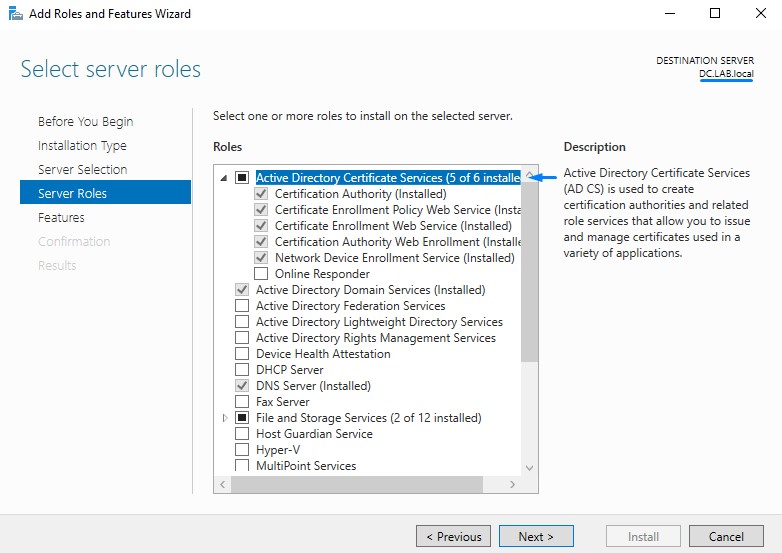 Add Roles and Features Wizard
Select server roles
DESTINATION SERVER
DC.LAB.local
Before You Begin
Installation Type
Server Selection
Server Roles
Features
Confirmation
Results
Select one or more roles to install on the selected server.
Roles
Active Directory Certificate Services (5 of 6 installe
Certification Authority (Installed)
Certificate Enrollment Policy Web Service (Insta
Certificate Enrollment Web Service (Installed)
Certification Authority Web Enrollment (Installe
Network Device Enrollment Service (Installed)
Online Responder
Active Directory Domain Services (Installed)
Active Directory Federation Services
Active Directory Lightweight Directory Services
Active Directory Rights Management Services
Device Health Attestation
DHCP Server
DNS Server (Installed)
Fax Server
File and Storage Services (2 of 12 installed)
Host Guardian Service
Hyper-V
MultiPoint Services
Description
Active Directory Certificate Services
(AD CS) is used to create
certification authorities and related
role services that allow you to issue
and manage certificates used in a
variety of applications.
< Previous
Next >
Install
Cancel